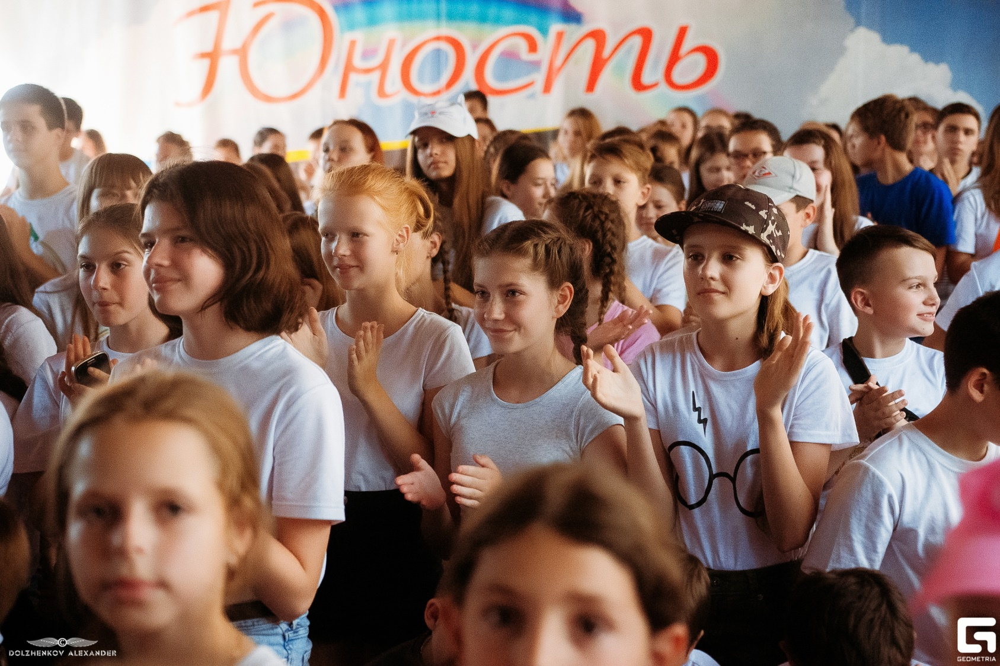 Юность
©
DOLZHENKOV ALEXANDER
GEOMETRIA